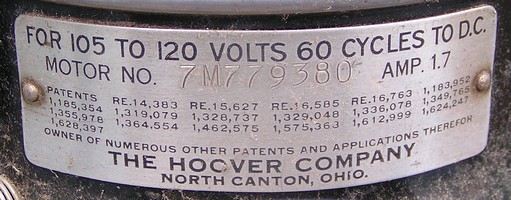 FOR 105 TO 120 VOLTS 60 CYCLES TO D.C.
MOTOR NO. 7M779380 AMP. 1.7
PATENTS RE.14,383 RE.15,627 RE.16,585 RE.16,763 1,183,952
1,185,354 1,319,079 1,328,737 1,329,048 1,336,078 1,349,765
1,355,978 1,364,554 1,462,575 1,575,363 1,612,999 1,624,247
1,628,397
OWNER OF NUMEROUS OTHER PATENTS AND APPLICATIONS THEREFOR
THE HOOVER COMPANY
NORTH CANTON, OHIO.